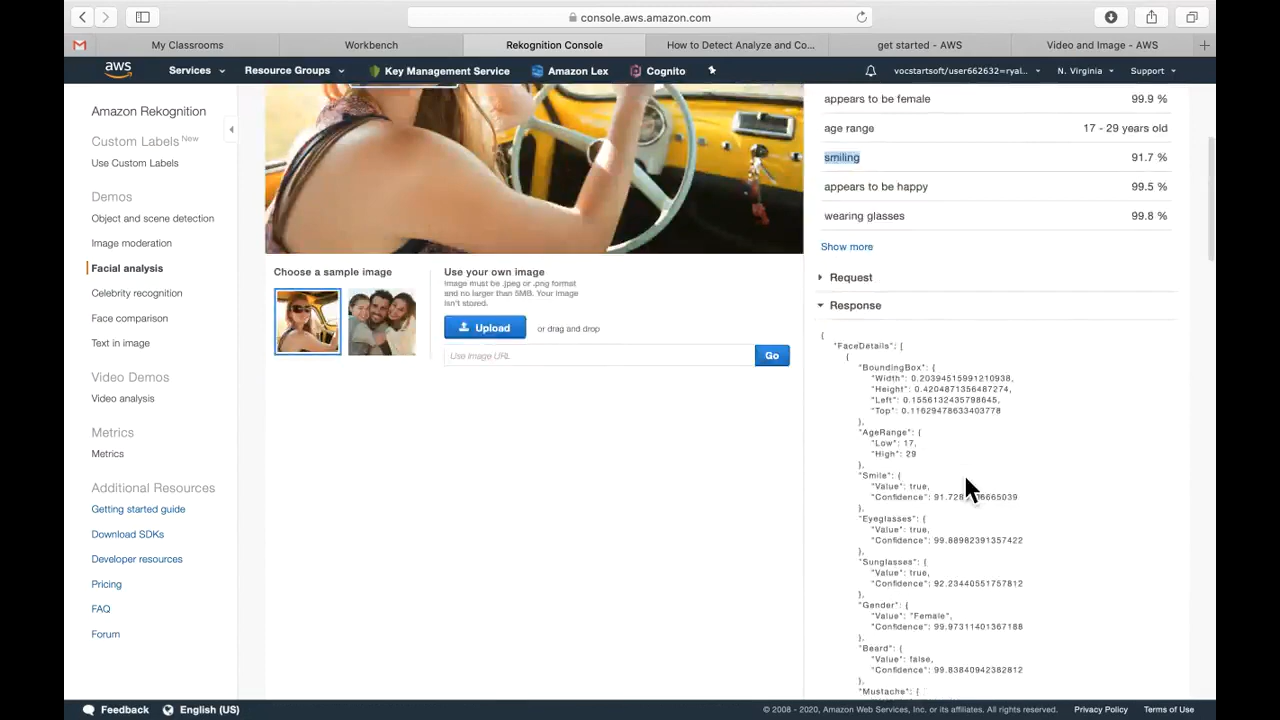 console.aws.amazon.com
My Classrooms
Workbench
Rekognition Console
How to Detect Analyze and Co...
get started - AWS
Video and Image - AWS
aws
Services
Resource Groups
Key Management Service
Amazon Lex
Cognito
vocstartsoft/user662632=ryal...
N. Virginia
Support
Amazon Rekognition
Custom Labels New
Use Custom Labels
Demos
Object and scene detection
Image moderation
Facial analysis
Celebrity recognition
Face comparison
Text in image
Video Demos
Video analysis
Metrics
Metrics
Additional Resources
Getting started guide
Download SDKs
Developer resources
Pricing
FAQ
Forum
Choose a sample image
Use your own image
Image must be .jpeg or .png format
and no larger than 5MB. Your image
isn't stored.
Upload
or drag and drop
Use image URL
Go
appears to be female 99.9 %
age range 17 - 29 years old
smiling 91.7 %
appears to be happy 99.5 %
wearing glasses 99.8 %
Show more
Request
Response
{
"FaceDetails": [
{
"BoundingBox": {
"Width": 0.20394515991210938,
"Height": 0.4204871356487274,
"Left": 0.1556132435798645,
"Top": 0.11629478633403778
},
"AgeRange": {
"Low": 17,
"High": 29
},
"Smile": {
"Value": true,
"Confidence":
},
"Eyeglasses": {
"Value": true,
"Confidence": 99.88982391357422
},
"Sunglasses": {
"Value": true,
"Confidence": 92.23440551757812
},
"Gender": {
"Value": "Female",
"Confidence": 99.97311401367188
},
"Beard": {
"Value": false,
"Confidence": 99.83840942382812
},
"Mustache": {
Feedback
English (US)
© 2008 - 2020, Amazon Web Services, Inc. or its affiliates. All rights reserved.
Privacy Policy
Terms of Use